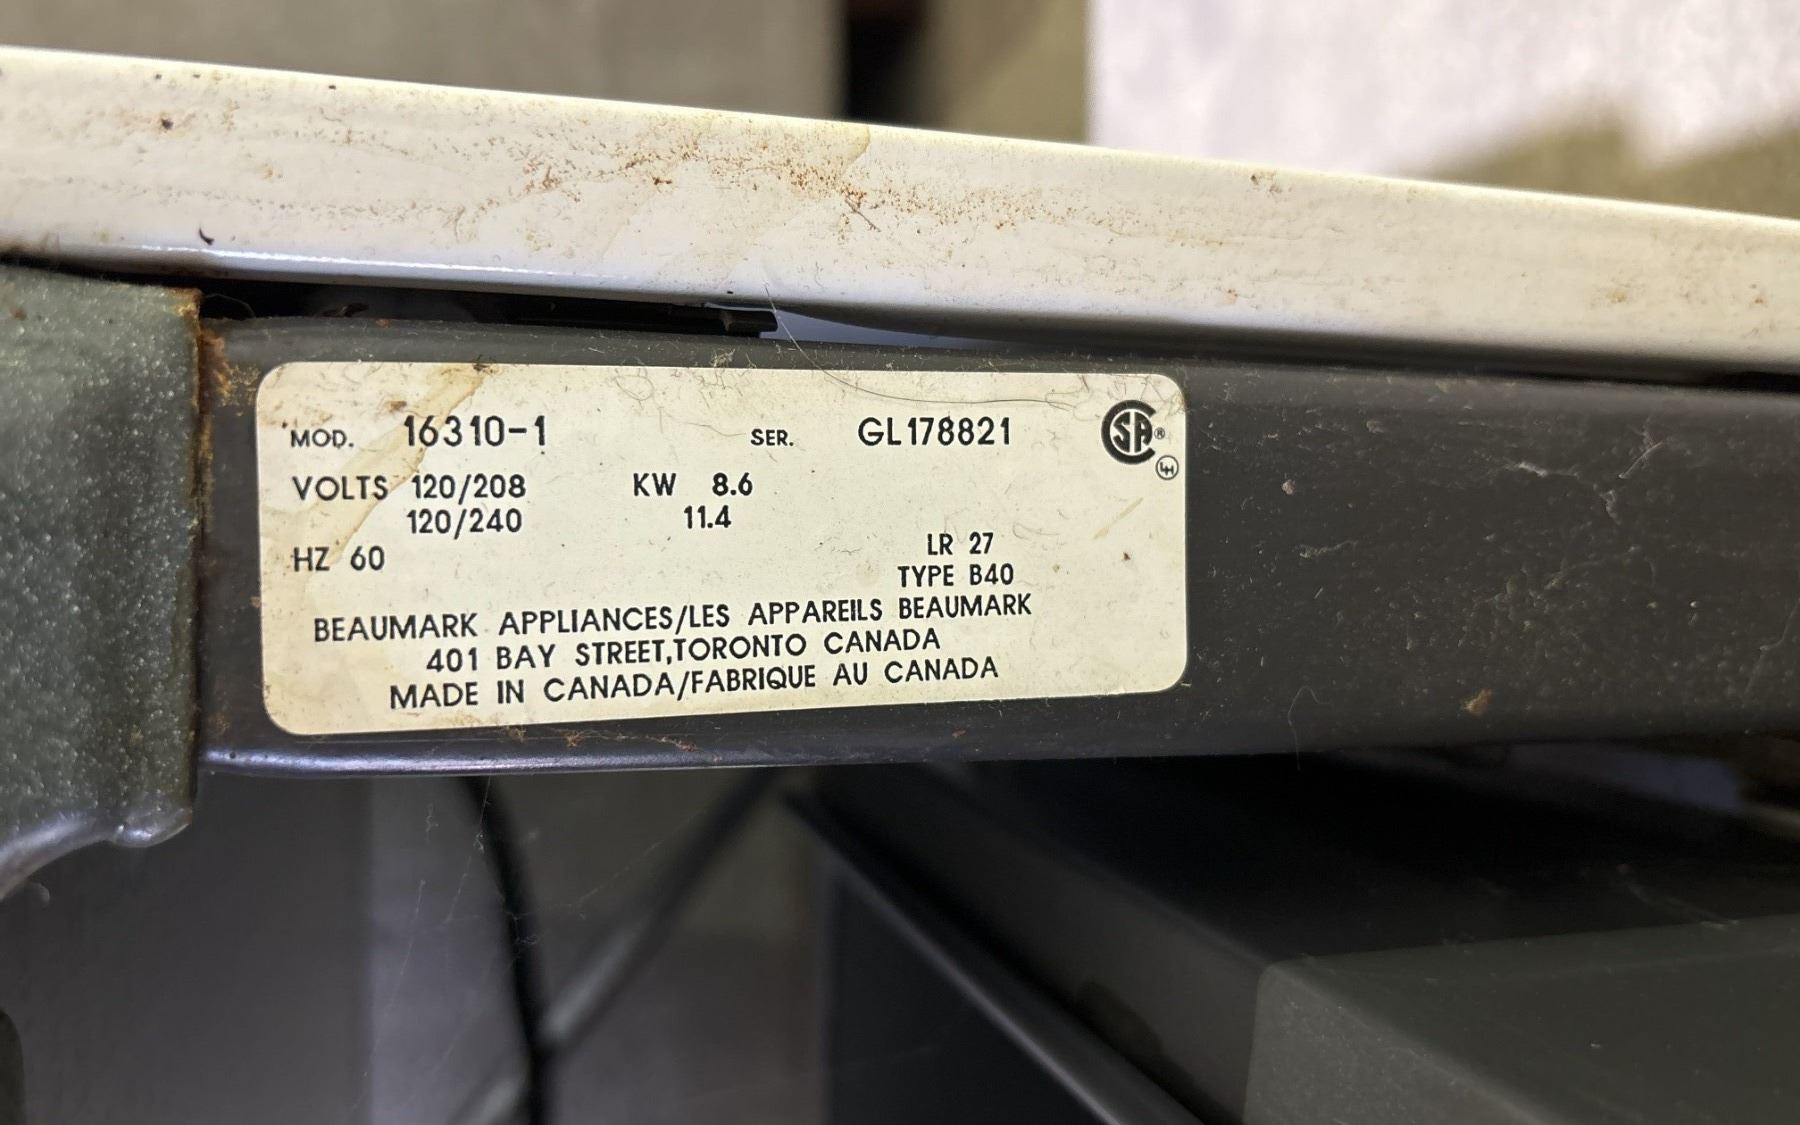 MOD. 16310-1 SER. GL178821 CSA®
VOLTS 120/208 KW 8.6
120/240 11.4
HZ 60 LR 27
TYPE B40
BEAUMARK APPLIANCES/LES APPAREILS BEAUMARK
401 BAY STREET,TORONTO CANADA
MADE IN CANADA/FABRIQUE AU CANADA